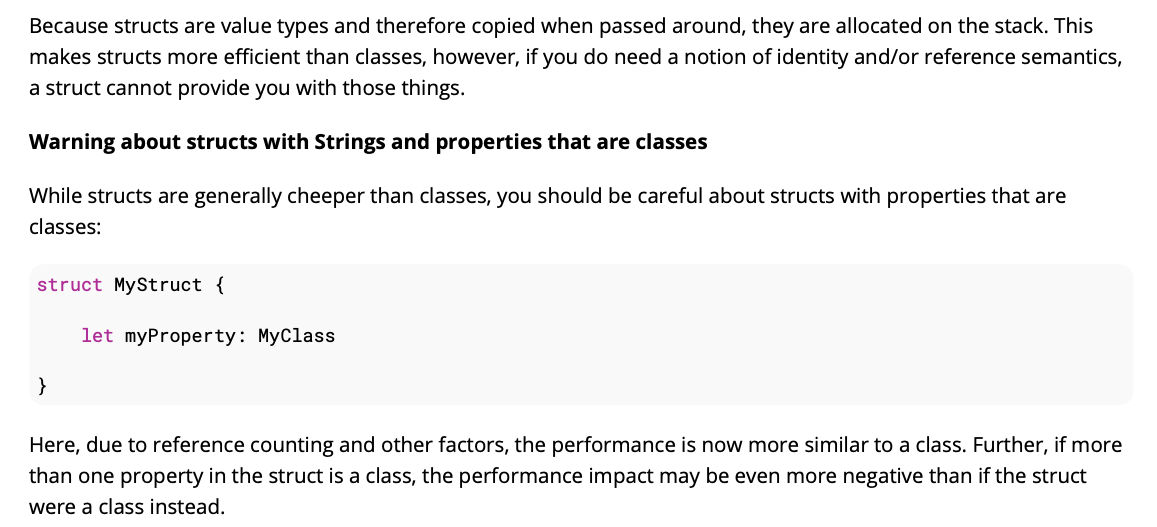 Because structs are value types and therefore copied when passed around, they are allocated on the stack. This
makes structs more efficient than classes, however, if you do need a notion of identity and/or reference semantics,
a struct cannot provide you with those things.
Warning about structs with Strings and properties that are classes
While structs are generally cheeper than classes, you should be careful about structs with properties that are
classes:
struct MyStruct {
    let myProperty: MyClass
}
Here, due to reference counting and other factors, the performance is now more similar to a class. Further, if more
than one property in the struct is a class, the performance impact may be even more negative than if the struct
were a class instead.